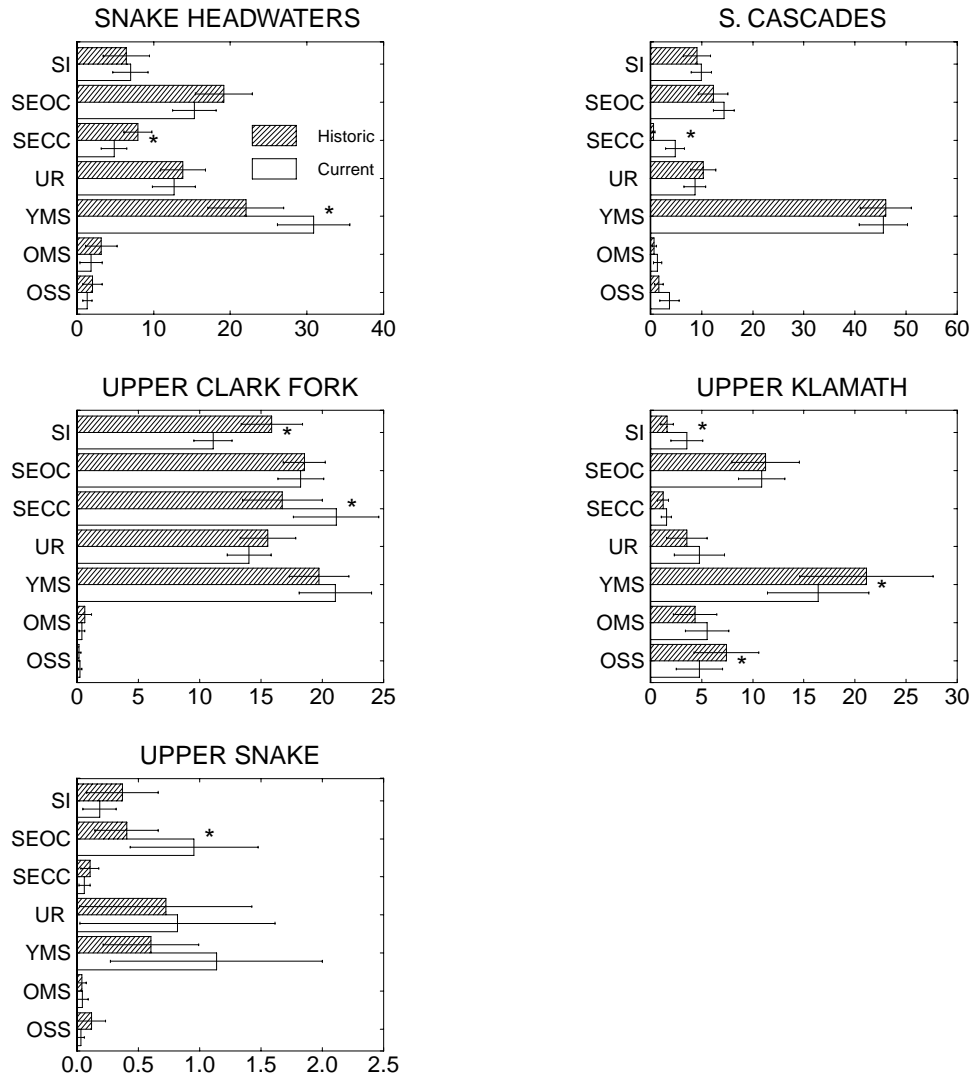 SNAKE HEADWATERS
SI
SEOC
SECC
*
UR
YMS
*
OMS
OSS
Historic
Current
0 10 20 30 40
S. CASCADES
SI
SEOC
SECC
*
UR
YMS
OMS
OSS
0 10 20 30 40 50 60
UPPER CLARK FORK
SI
*
SEOC
SECC
*
UR
YMS
OMS
OSS
0 5 10 15 20 25
UPPER KLAMATH
SI
*
SEOC
SECC
UR
YMS
*
OMS
OSS
*
0 5 10 15 20 25 30
UPPER SNAKE
SI
SEOC
*
SECC
UR
YMS
OMS
OSS
0.0 0.5 1.0 1.5 2.0 2.5